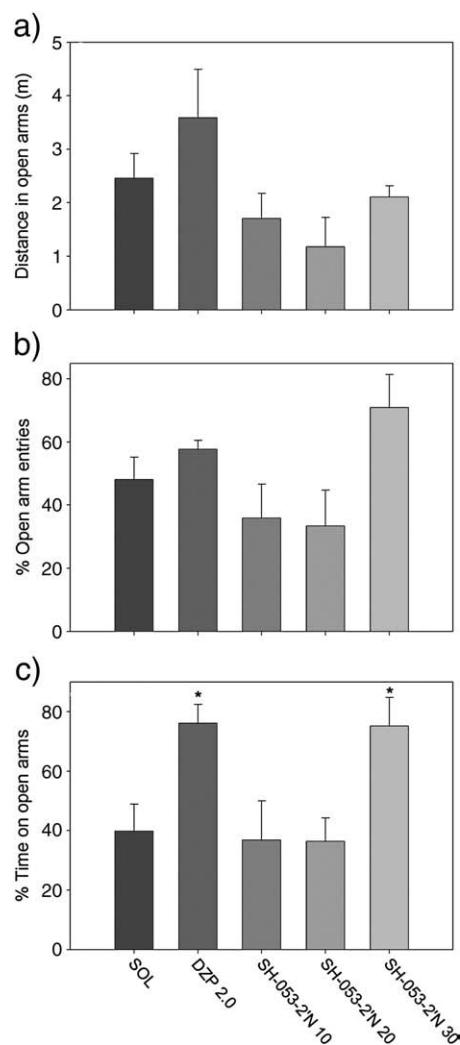 a)
5
4
3
2
1
0
Distance in open arms (m)
b)
80
60
40
20
0
% Open arm entries
c)
* *
80
60
40
20
0
% Time on open arms
SOL
DZP 2.0
SH-053-2'N 10
SH-053-2'N 20
SH-053-2'N 30